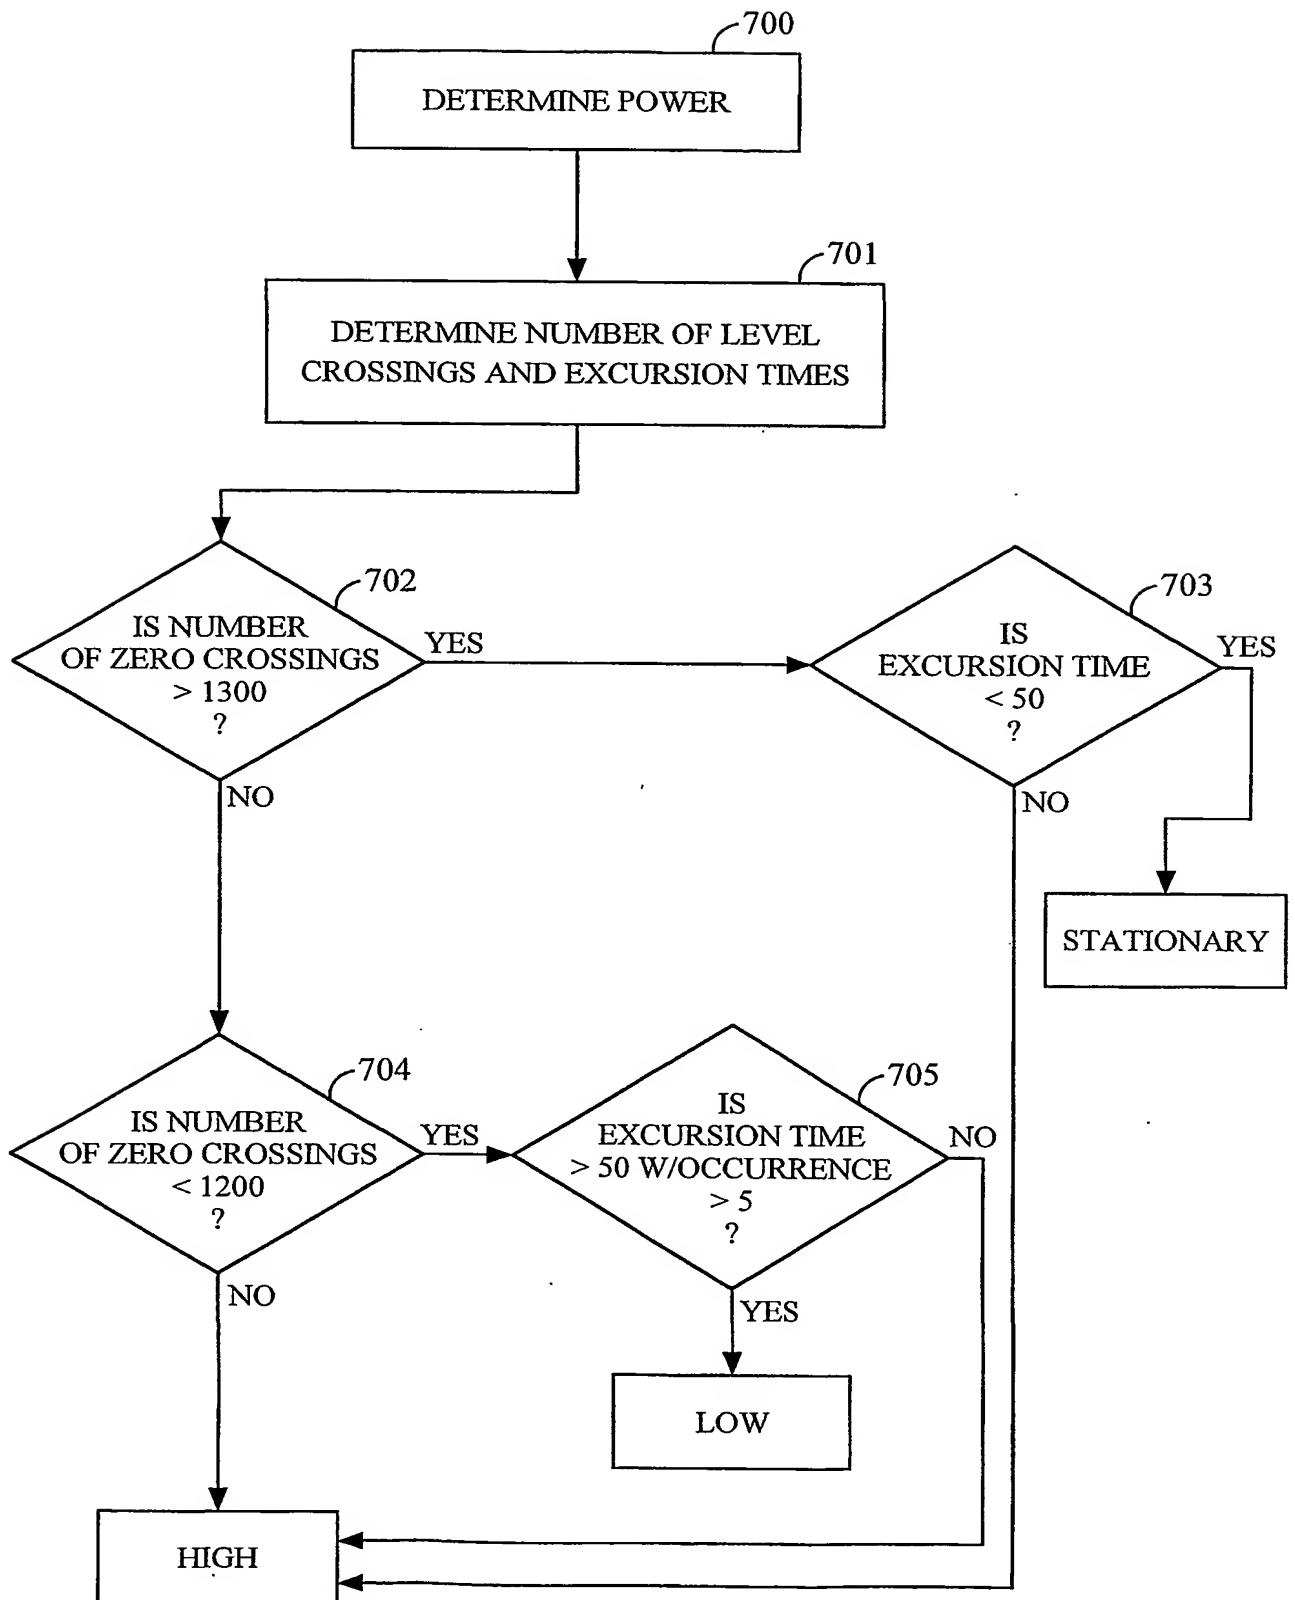 700
DETERMINE POWER
701
DETERMINE NUMBER OF LEVEL
CROSSINGS AND EXCURSION TIMES
702
IS NUMBER
OF ZERO CROSSINGS
> 1300
?
YES
NO
703
IS
EXCURSION TIME
< 50
?
YES
NO
STATIONARY
704
IS NUMBER
OF ZERO CROSSINGS
< 1200
?
YES
NO
705
IS
EXCURSION TIME
> 50 W/OCCURRENCE
> 5
?
NO
YES
LOW
HIGH